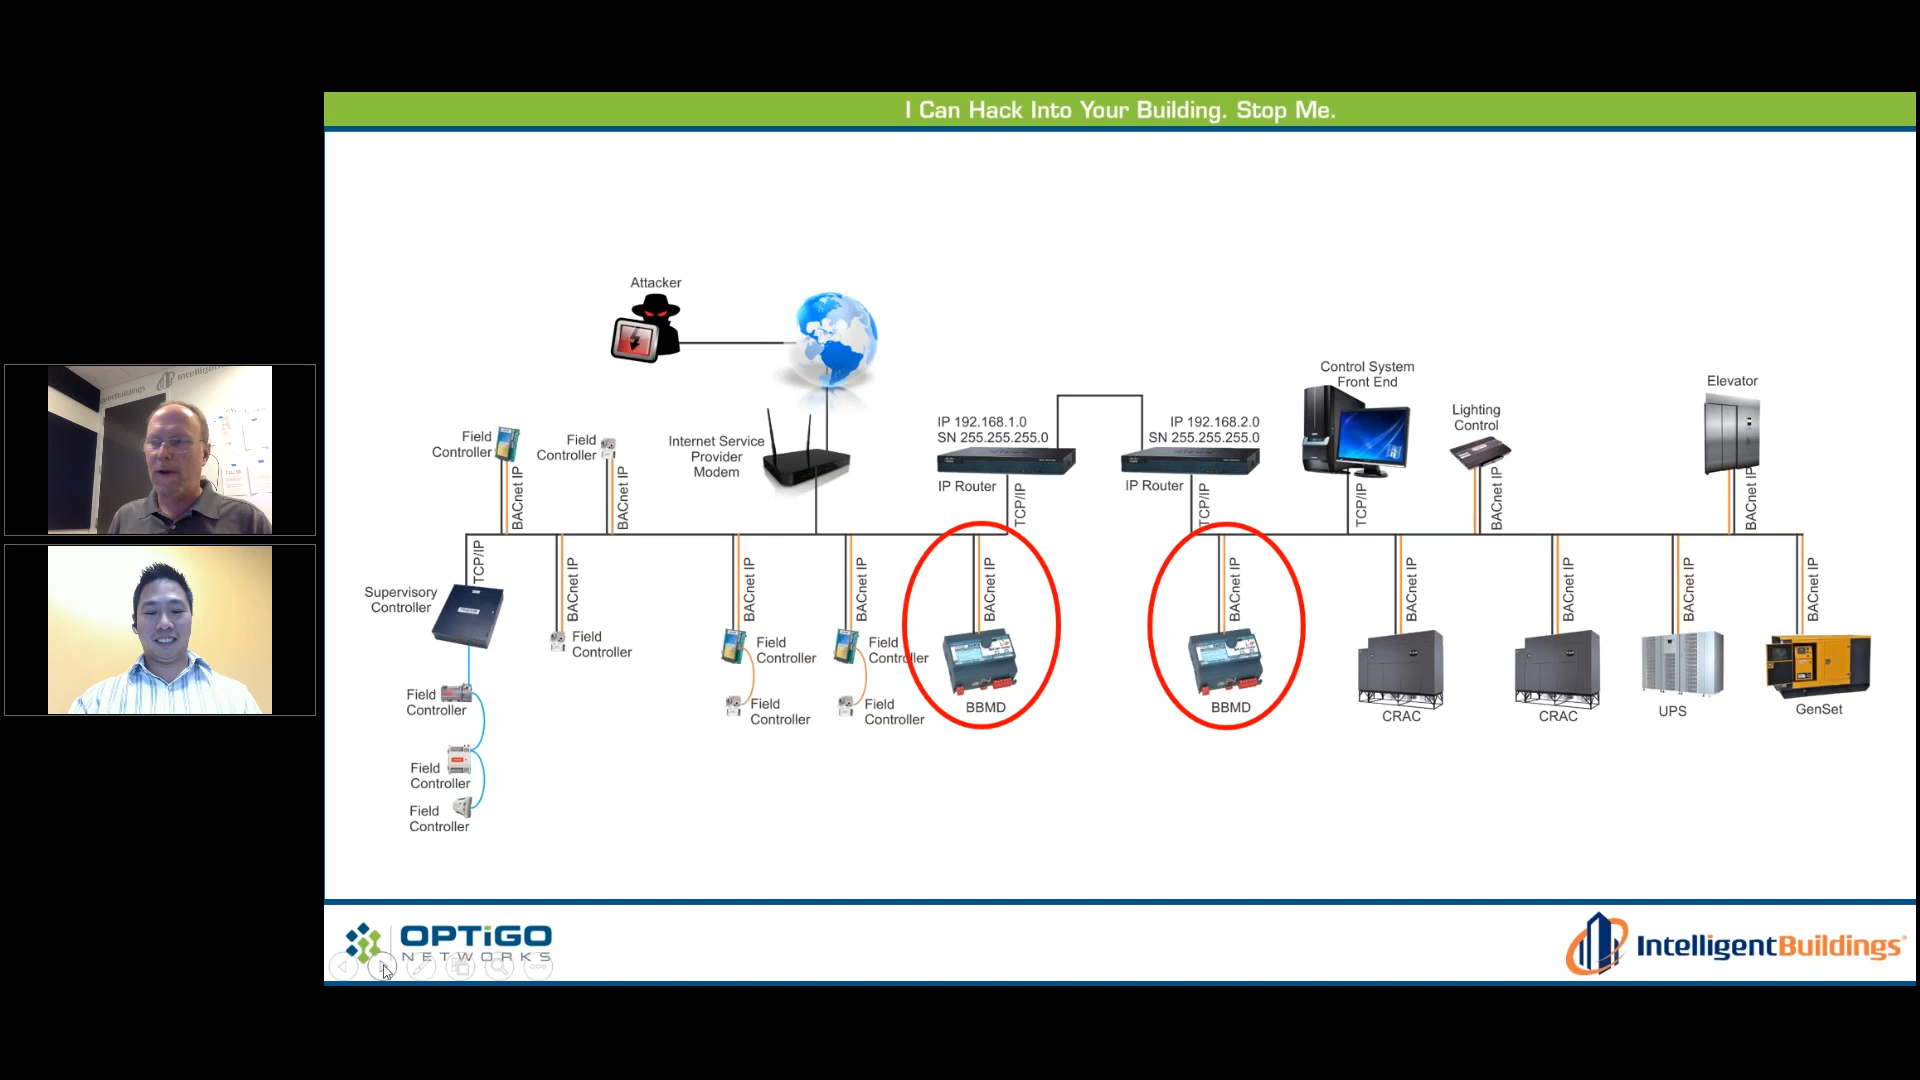 I Can Hack Into Your Building. Stop Me.
Attacker
Control System
Front End
Elevator
Lighting
Control
IP 192.168.1.0
SN 255.255.255.0
IP 192.168.2.0
SN 255.255.255.0
Field
Controller
Field
Controller
Internet Service
Provider
Modem
IP Router
IP Router
BACnet IP
BACnet IP
TCP/IP
TCP/IP
TCP/IP
BACnet IP
BACnet IP
TCP/IP
BACnet IP
BACnet IP
BACnet IP
BACnet IP
BACnet IP
BACnet IP
BACnet IP
BACnet IP
BACnet IP
Supervisory
Controller
Field
Controller
Field
Controller
Field
Controller
Field
Controller
Field
Controller
Field
Controller
BBMD
BBMD
CRAC
CRAC
UPS
GenSet
Field
Controller
Field
Controller
OPTiGO
NETWORKS
IntelligentBuildings®